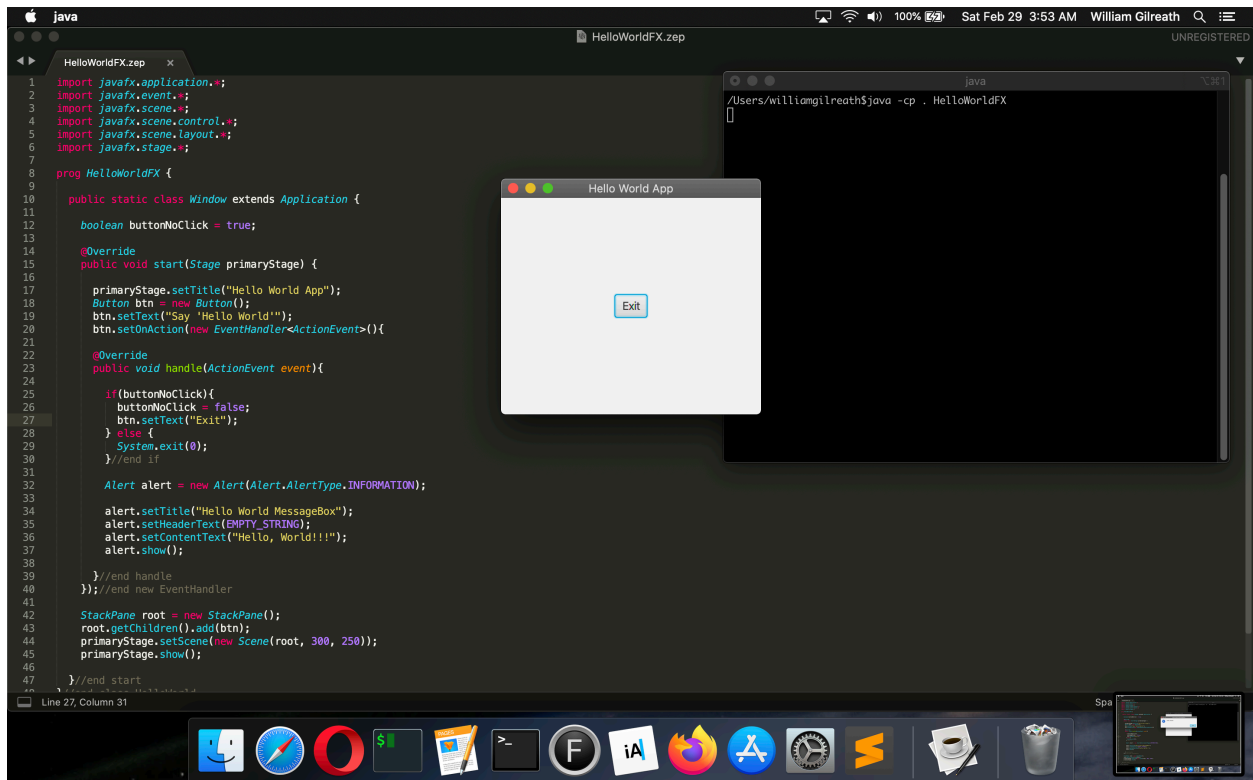 java
100%
Sat Feb 29 3:53 AM William Gilreath
HelloWorldFX.zep
UNREGISTERED
HelloWorldFX.zep ×
1 import javafx.application.*;
2 import javafx.event.*;
3 import javafx.scene.*;
4 import javafx.scene.control.*;
5 import javafx.scene.layout.*;
6 import javafx.stage.*;
7
8 prog HelloWorldFX {
9
10 public static class Window extends Application {
11
12 boolean buttonNoClick = true;
13
14 @Override
15 public void start(Stage primaryStage) {
16
17 primaryStage.setTitle("Hello World App");
18 Button btn = new Button();
19 btn.setText("Say 'Hello World'");
20 btn.setOnAction(new EventHandler<ActionEvent>(){
21
22 @Override
23 public void handle(ActionEvent event){
24
25 if(buttonNoClick){
26 buttonNoClick = false;
27 btn.setText("Exit");
28 } else {
29 System.exit(0);
30 }//end if
31
32 Alert alert = new Alert(Alert.AlertType.INFORMATION);
33
34 alert.setTitle("Hello World MessageBox");
35 alert.setHeaderText(EMPTY_STRING);
36 alert.setContentText("Hello, World!!!");
37 alert.show();
38
39 }//end handle
40 });//end new EventHandler
41
42 StackPane root = new StackPane();
43 root.getChildren().add(btn);
44 primaryStage.setScene(new Scene(root, 300, 250));
45 primaryStage.show();
46
47 }//end start
Line 27, Column 31
Spa
java
⌥⌘1
/Users/williamgilreath$java -cp . HelloWorldFX
Hello World App
Exit
$
PAGES
>_
F
iA